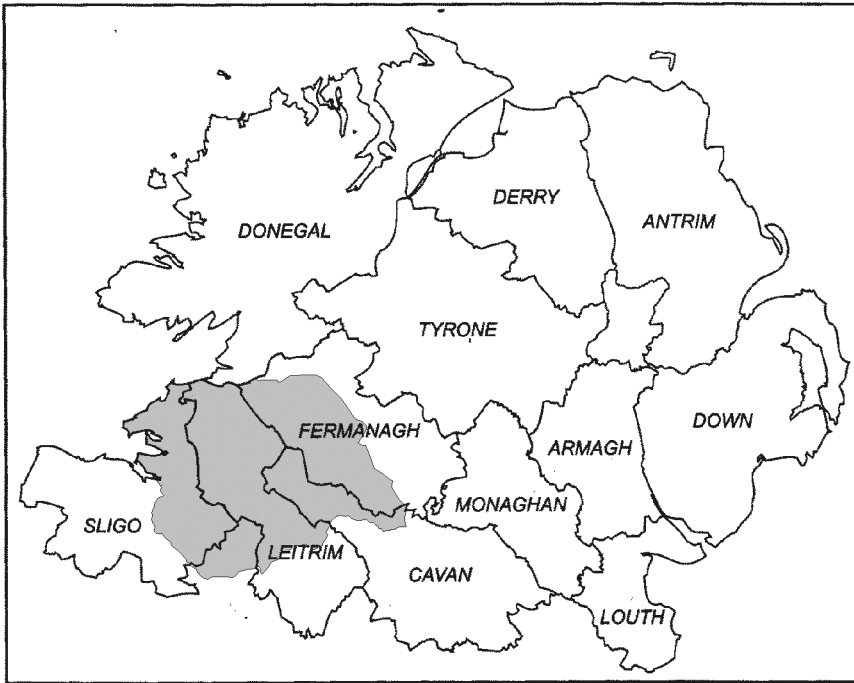 DERRY
ANTRIM
DONEGAL
TYRONE
DOWN
FERMANAGH
ARMAGH
MONAGHAN
SLIGO
LEITRIM
CAVAN
LOUTH